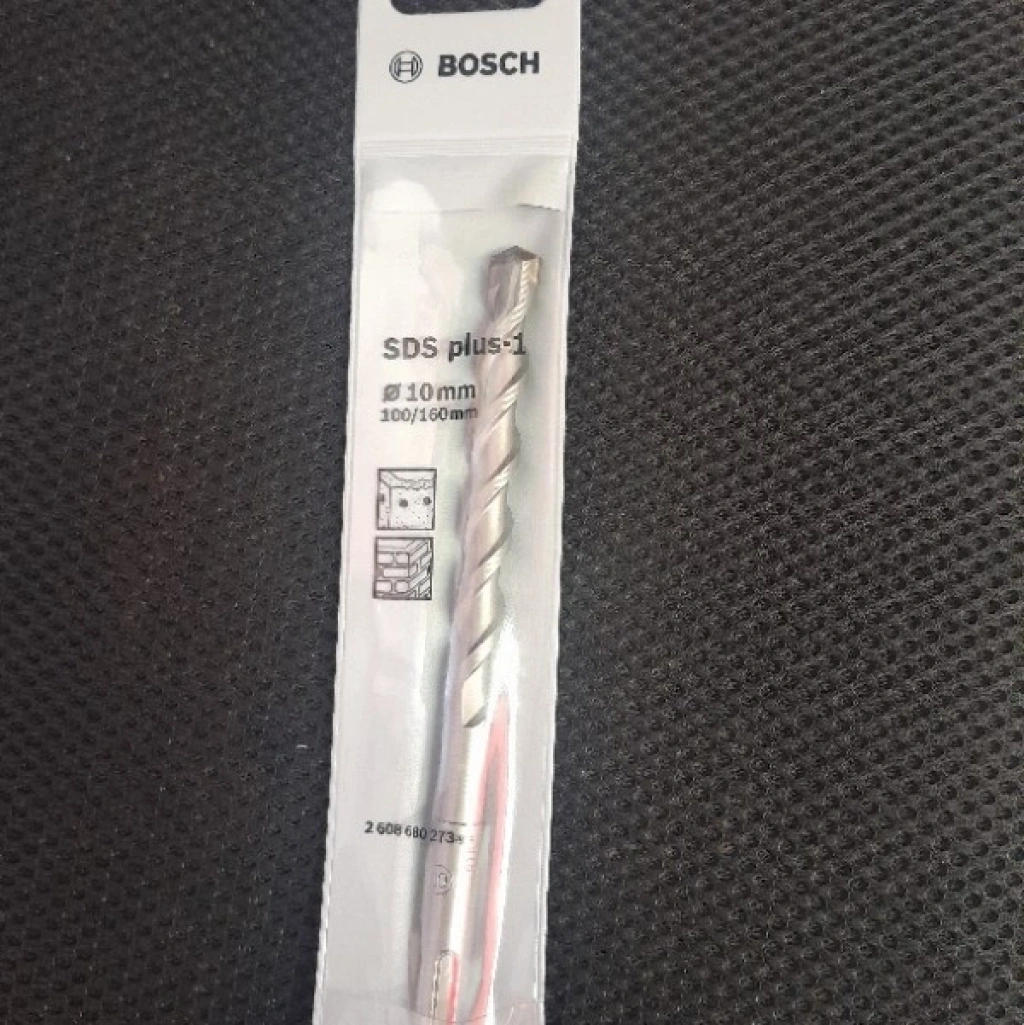 BOSCH
SDS plus-1
Ø 10mm
100/160mm
2 608 680 273